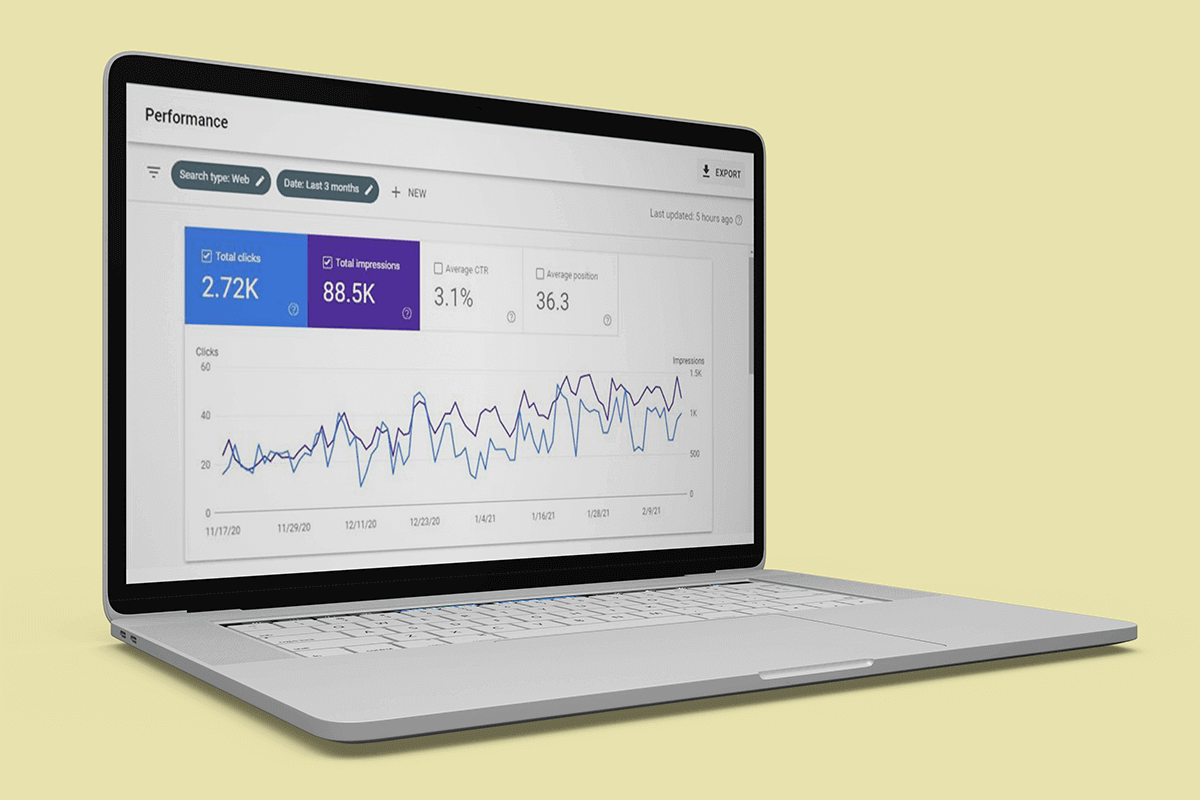 Performance
EXPORT
Search type: Web
Date: Last 3 months
+ NEW
Last updated: 5 hours ago
Total clicks
2.72K
Total impressions
88.5K
Average CTR
3.1%
Average position
36.3
Clicks
Impressions
60
40
20
0
1.5K
1K
500
0
11/17/20
11/29/20
12/11/20
12/23/20
1/4/21
1/16/21
1/28/21
2/9/21